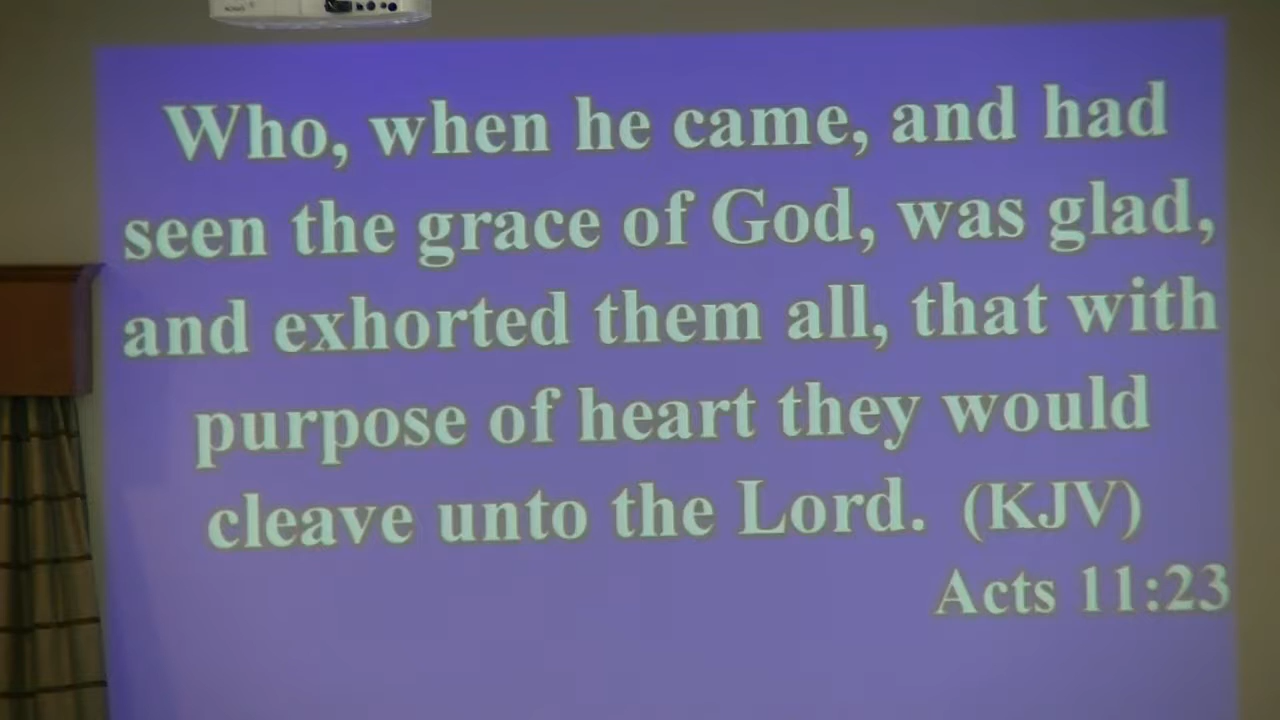 Who, when he came, and had
seen the grace of God, was glad,
and exhorted them all, that with
purpose of heart they would
cleave unto the Lord. (KJV)
Acts 11:23